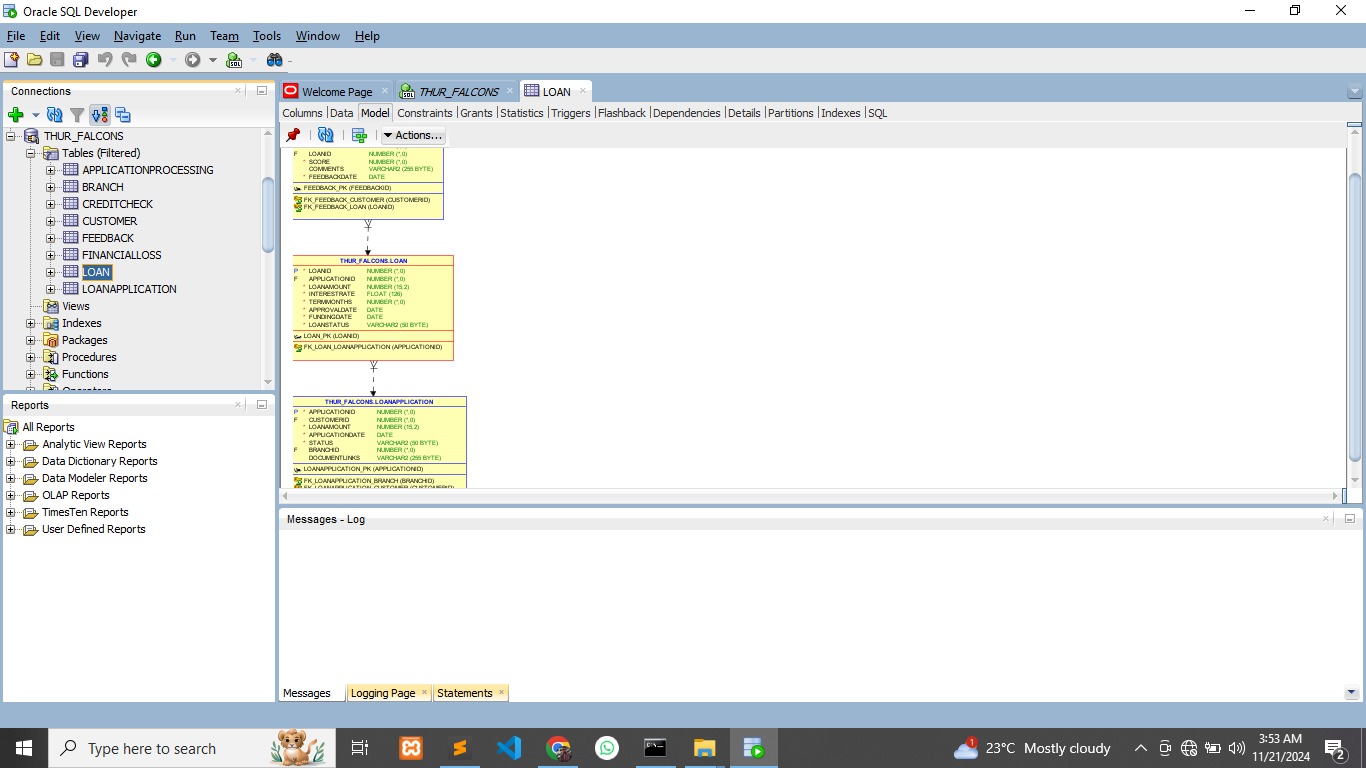 Oracle SQL Developer
File Edit View Navigate Run Team Tools Window Help
Connections
THUR_FALCONS
Tables (Filtered)
APPLICATIONPROCESSING
BRANCH
CREDITCHECK
CUSTOMER
FEEDBACK
FINANCIALLOSS
LOAN
LOANAPPLICATION
Views
Indexes
Packages
Procedures
Functions
Reports
All Reports
Analytic View Reports
Data Dictionary Reports
Data Modeler Reports
OLAP Reports
TimesTen Reports
User Defined Reports
Welcome Page THUR_FALCONS LOAN
Columns Data Model Constraints Grants Statistics Triggers Flashback Dependencies Details Partitions Indexes SQL
Actions...
F LOANID NUMBER (*,0)
* SCORE NUMBER (*,0)
COMMENTS VARCHAR2 (255 BYTE)
* FEEDBACKDATE DATE
FEEDBACK_PK (FEEDBACKID)
FK_FEEDBACK_CUSTOMER (CUSTOMERID)
FK_FEEDBACK_LOAN (LOANID)
THUR_FALCONS.LOAN
P * LOANID NUMBER (*,0)
F * APPLICATIONID NUMBER (*,0)
* LOANAMOUNT NUMBER (15,2)
* INTERESTRATE FLOAT (126)
* TERMMONTHS NUMBER (*,0)
* APPROVALDATE DATE
* FUNDINGDATE DATE
* LOANSTATUS VARCHAR2 (50 BYTE)
LOAN_PK (LOANID)
FK_LOAN_LOANAPPLICATION (APPLICATIONID)
THUR_FALCONS.LOANAPPLICATION
P * APPLICATIONID NUMBER (*,0)
F CUSTOMERID NUMBER (*,0)
* LOANAMOUNT NUMBER (15,2)
* APPLICATIONDATE DATE
* STATUS VARCHAR2 (50 BYTE)
F BRANCHID NUMBER (*,0)
DOCUMENTLINKS VARCHAR2 (255 BYTE)
LOANAPPLICATION_PK (APPLICATIONID)
FK_LOANAPPLICATION_BRANCH (BRANCHID)
Messages - Log
Messages Logging Page Statements
Type here to search
1
23°C Mostly cloudy
3:53 AM
11/21/2024
2